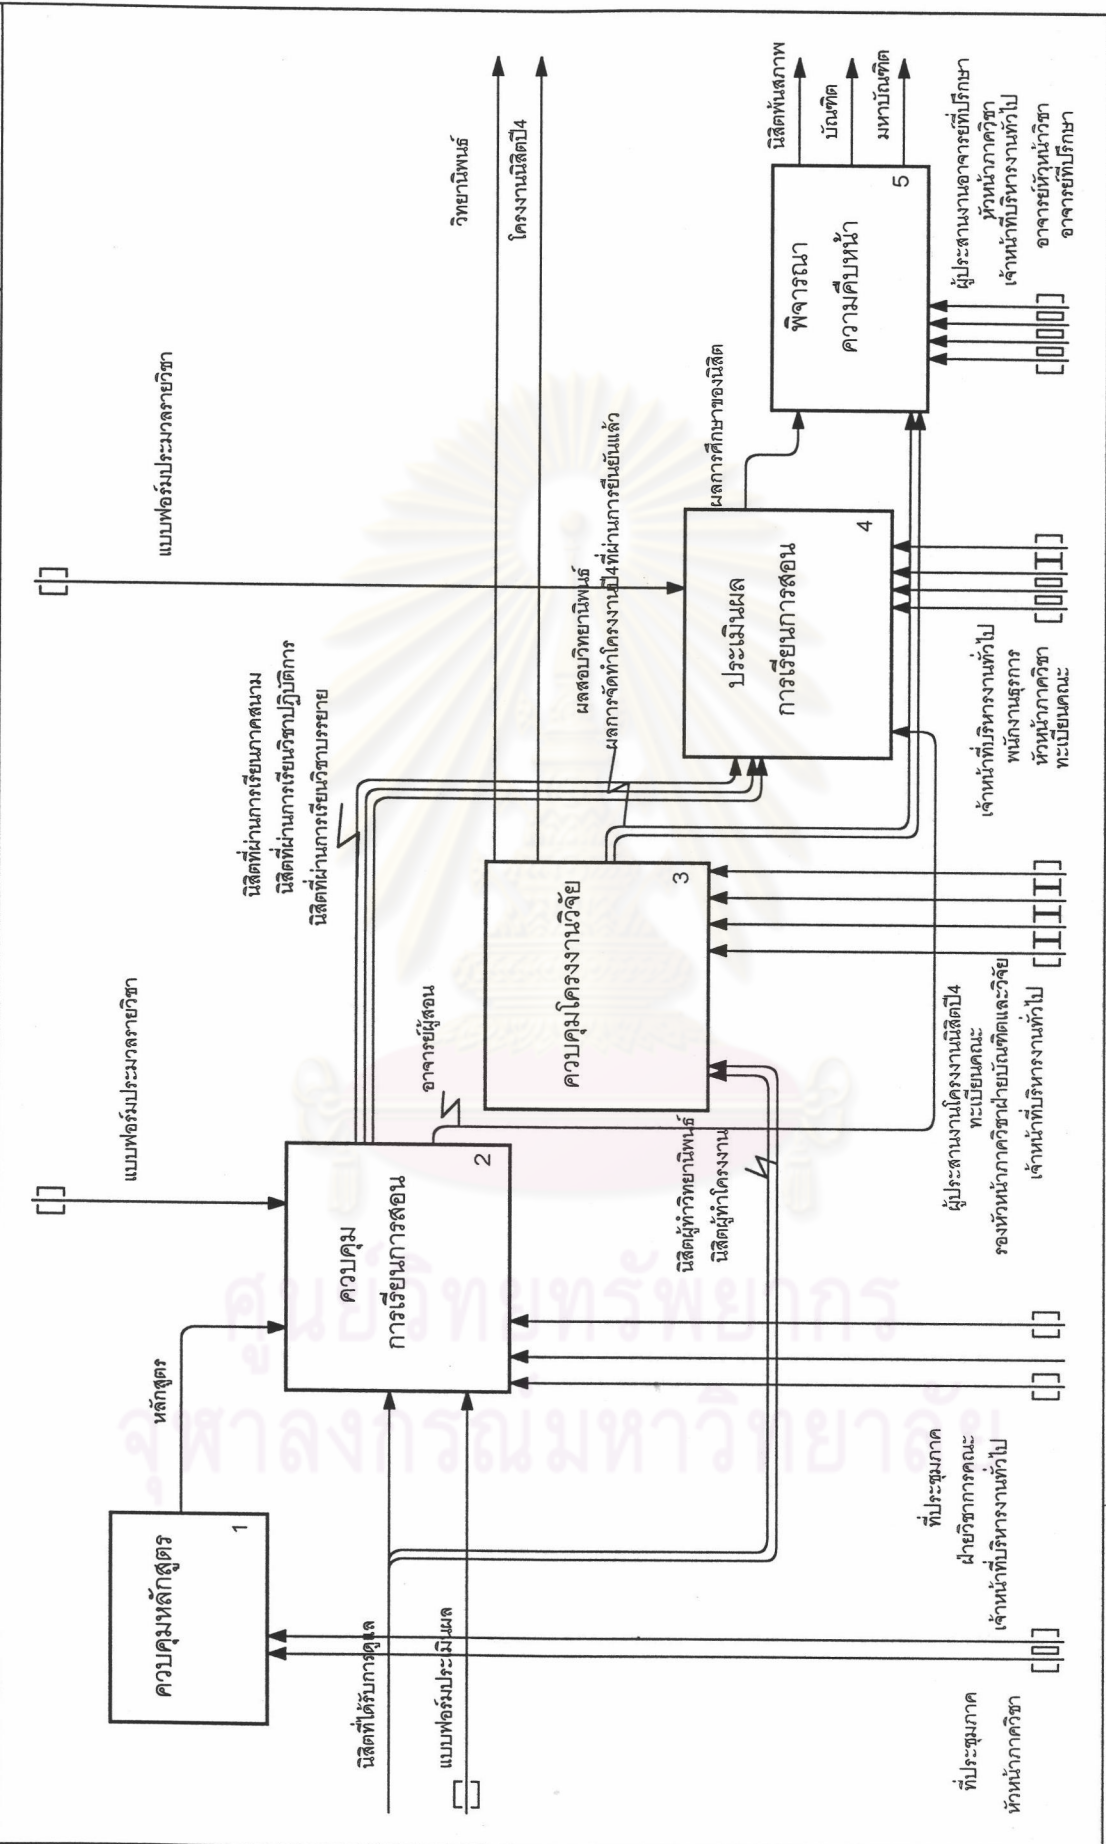 ควบคุมหลักสูตร
1
หลักสูตร
แบบฟอร์มประมวลรายวิชา
นิสิตที่ได้รับการดูแล
แบบฟอร์มประเมินผล
ควบคุม
การเรียนการสอน
2
นิสิตที่ผ่านการเรียนภาคสนาม
นิสิตที่ผ่านการเรียนวิชาปฏิบัติการ
นิสิตที่ผ่านการเรียนวิชาบรรยาย
อาจารย์ผู้สอน
แบบฟอร์มประมวลรายวิชา
วิทยานิพนธ์
โครงงานนิสิตปี4
ควบคุมโครงงานวิจัย
3
นิสิตผู้ทำวิทยานิพนธ์
นิสิตผู้ทำโครงงาน
ผลสอบวิทยานิพนธ์
ผลการจัดทำโครงงานปี4ที่ผ่านการยืนยันแล้ว
ประเมินผล
การเรียนการสอน
4
ผลการศึกษาของนิสิต
พิจารณา
ความคืบหน้า
5
นิสิตพ้นสภาพ
บัณฑิต
มหาบัณฑิต
ที่ประชุมภาค
หัวหน้าภาควิชา
ที่ประชุมภาค
ฝ่ายวิชาการคณะ
เจ้าหน้าที่บริหารงานทั่วไป
ผู้ประสานงานโครงงานนิสิตปี4
ทะเบียนคณะ
รองหัวหน้าภาควิชาฝ่ายบัณฑิตและวิจัย
เจ้าหน้าที่บริหารงานทั่วไป
เจ้าหน้าที่บริหารงานทั่วไป
พนักงานธุรการ
หัวหน้าภาควิชา
ทะเบียนคณะ
ผู้ประสานงานอาจารย์ที่ปรึกษา
หัวหน้าภาควิชา
เจ้าหน้าที่บริหารงานทั่วไป
อาจารย์หัวหน้าวิชา
อาจารย์ที่ปรึกษา
ศูนย์วิทยทรัพยากร
จุฬาลงกรณ์มหาวิทยาลัย